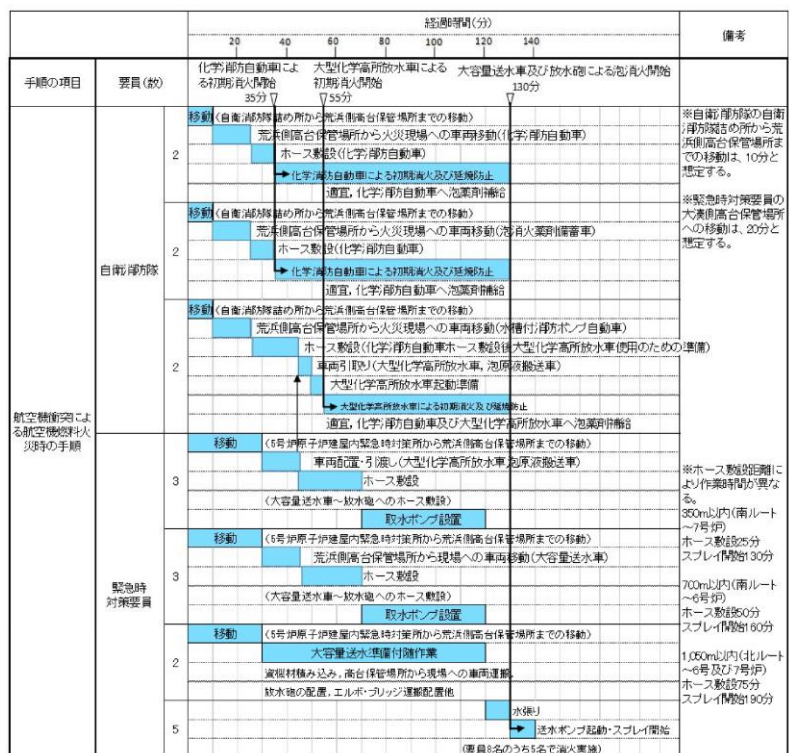 経過時間(分)
備考
20 40 60 80 100 120 140
手順の項目
要員(数)
化学消防自動車によ
る初期消火開始
35分
大型化学高所放水車による
初期消火開始
55分
大容量送水車及び放水砲による泡消火開始
130分
航空機衝突によ
る航空機燃料火
災時の手順
自衛消防隊
2
移動 (自衛消防隊詰め所から荒浜側高台保管場所までの移動)
荒浜側高台保管場所から火災現場への車両移動(化学消防自動車)
ホース敷設(化学消防自動車)
化学消防自動車による初期消火及び延焼防止
適宜,化学消防自動車へ泡薬剤補給
2
移動 (自衛消防隊詰め所から荒浜側高台保管場所までの移動)
荒浜側高台保管場所から火災現場への車両移動(泡消火薬剤備蓄車)
ホース敷設(化学消防自動車)
化学消防自動車による初期消火及び延焼防止
適宜,化学消防自動車へ泡薬剤補給
2
移動 (自衛消防隊詰め所から荒浜側高台保管場所までの移動)
荒浜側高台保管場所から火災現場への車両移動(水槽付消防ポンプ自動車)
ホース敷設(化学消防自動車ホース敷設後大型化学高所放水車使用のための準備)
車両引取り(大型化学高所放水車,泡原液搬送車)
大型化学高所放水車起動準備
大型化学高所放水車による初期消火及び延焼防止
適宜,化学消防自動車及び大型化学高所放水車へ泡薬剤補給
緊急時
対策要員
3
移動 (5号炉原子炉建屋内緊急時対策所から荒浜側高台保管場所までの移動)
車両配置・引渡し(大型化学高所放水車,泡原液搬送車)
ホース敷設
(大容量送水車~放水砲へのホース敷設)
取水ポンプ設置
3
移動 (5号炉原子炉建屋内緊急時対策所から荒浜側高台保管場所までの移動)
荒浜側高台保管場所から現場への車両移動(大容量送水車)
ホース敷設
(大容量送水車~放水砲へのホース敷設)
取水ポンプ設置
2
移動 (5号炉原子炉建屋内緊急時対策所から荒浜側高台保管場所までの移動)
大容量送水準備付随作業
資機材積み込み,高台保管場所から現場への車両運搬,
放水砲の配置,エルボ・ブリッジ運搬配置他
5
水張り
送水ポンプ起動・スプレイ開始
(要員8名のうち5名で消火実施)
※自衛消防隊の自
衛消防隊詰め所から荒
浜側高台保管場所ま
での移動は、10分と
想定する。
※緊急時対策要員の
大湊側高台保管場所
への移動は、20分と
想定する。
※ホース敷設距離に
より作業時間が異な
る。
350m以内(南ルート
~7号炉)
ホース敷設25分
スプレイ開始130分
700m以内(南ルート
~6号炉)
ホース敷設50分
スプレイ開始160分
1,050m以内(北ルート
~6号及び7号炉)
ホース敷設75分
スプレイ開始190分